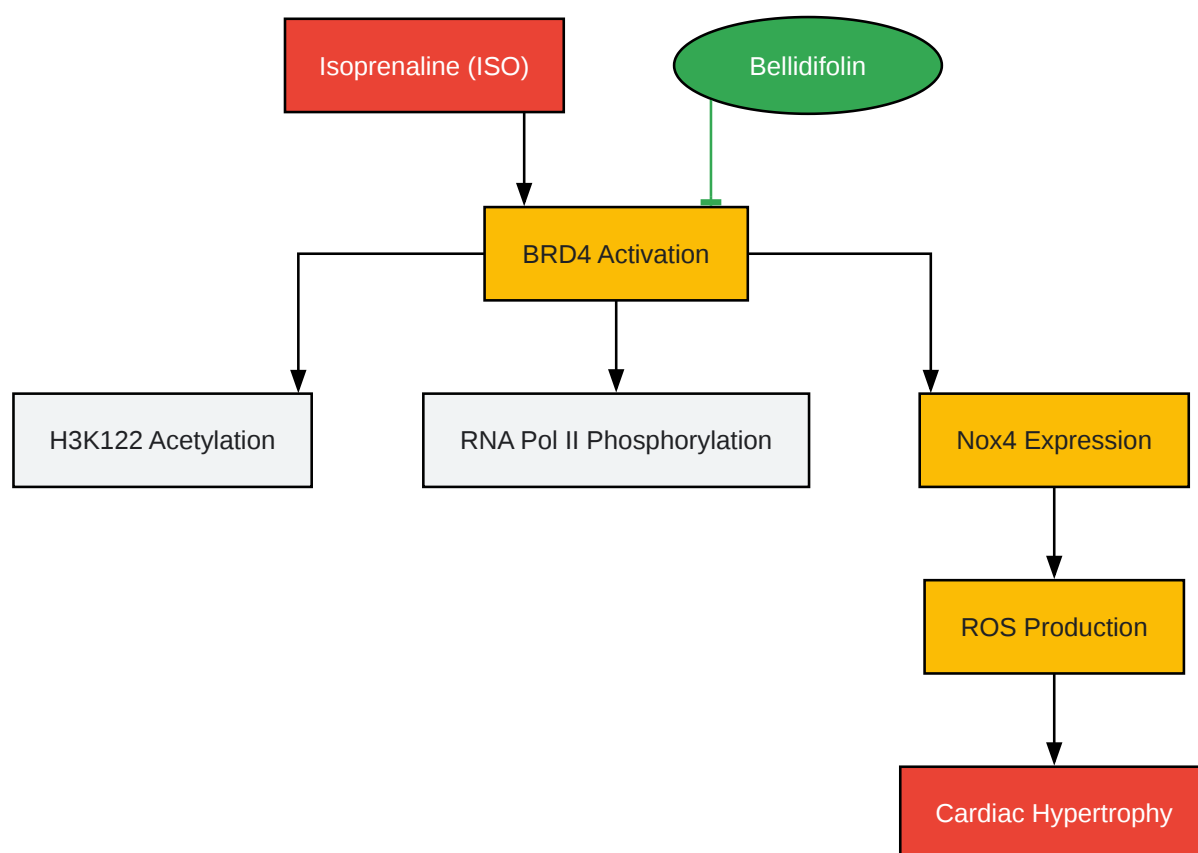 Isoprenaline (ISO)
Bellidifolin
BRD4 Activation
H3K122 Acetylation
RNA Pol II Phosphorylation
Nox4 Expression
ROS Production
Cardiac Hypertrophy